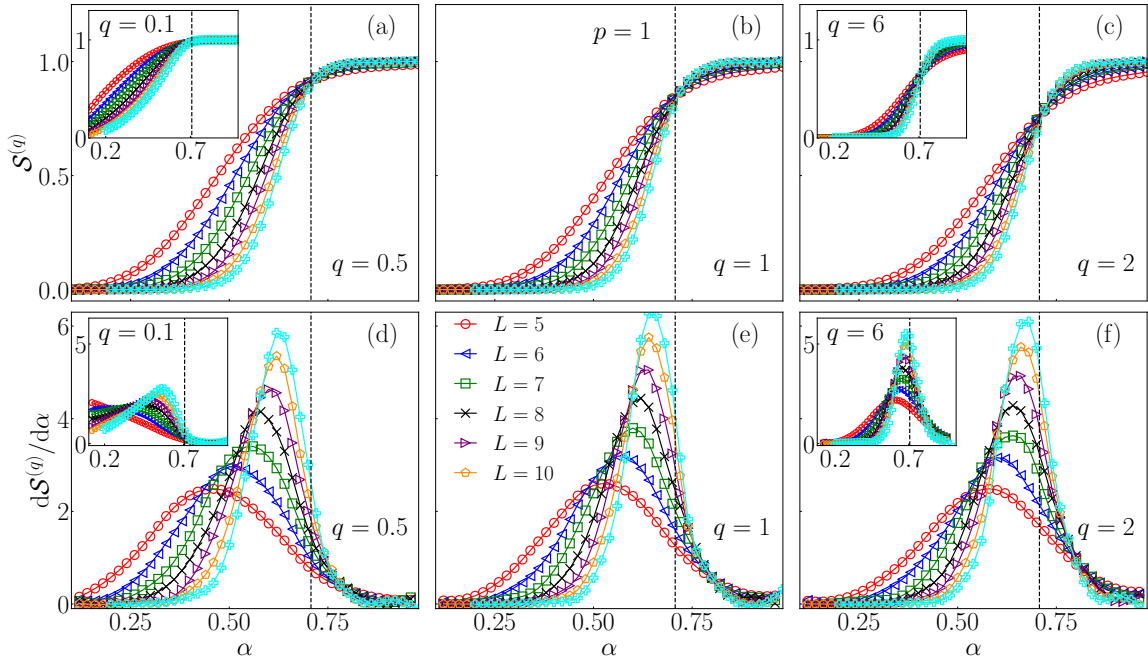 q = 0.1
(a)
p = 1
(b)
q = 6
(c)
1
0
0.2
0.7
1
0
0.2
0.7
1.0
0.5
0.0
𝒮^(q)
q = 0.5
q = 1
q = 2
q = 0.1
(d)
(e)
q = 6
(f)
5
0
0.2
0.7
5
0
0.2
0.7
6
4
2
0
d𝒮^(q)/dα
L = 5
L = 6
L = 7
L = 8
L = 9
L = 10
q = 0.5
q = 1
q = 2
0.25 0.50 0.75
0.25 0.50 0.75
0.25 0.50 0.75
α
α
α